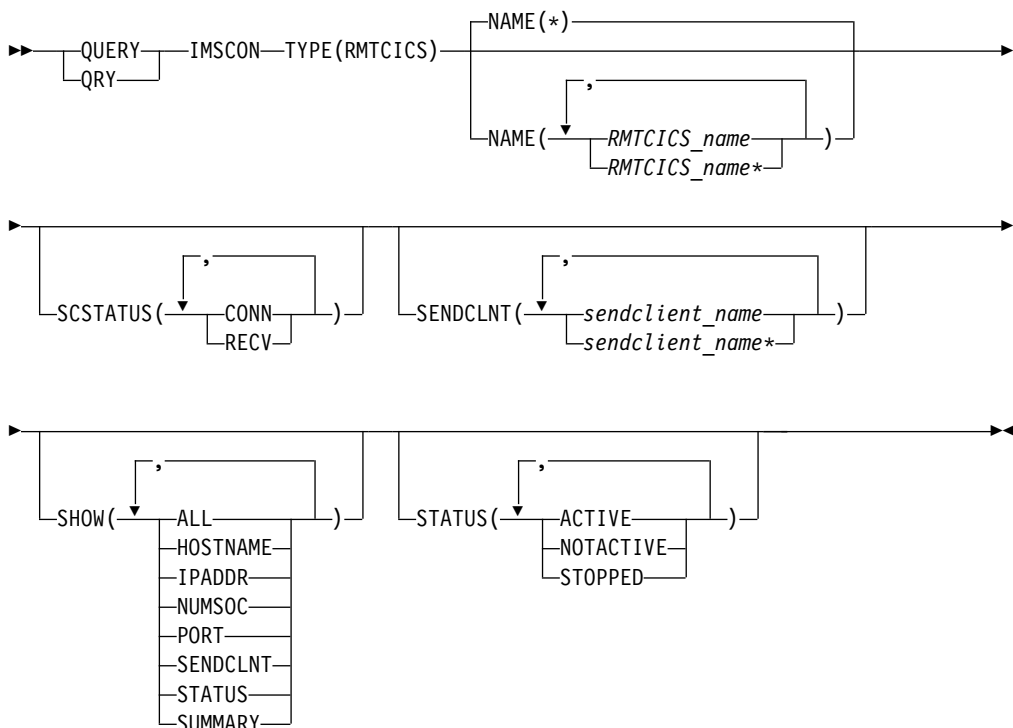 NAME(*)
QUERY IMSCON TYPE(RMTCICS)
QRY
,
NAME( RMTCICS_name )
RMTCICS_name*
, ,
SCSTATUS( CONN ) SENDCLNT( sendclient_name )
RECV sendclient_name*
, ,
SHOW( ALL ) STATUS( ACTIVE )
HOSTNAME NOTACTIVE
IPADDR STOPPED
NUMSOC
PORT
SENDCLNT
STATUS
SUMMARY